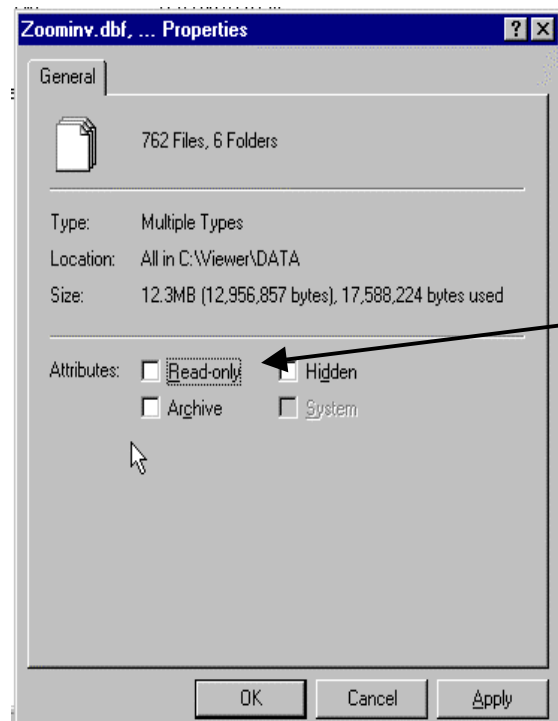 Zoominv.dbf, ... Properties
General
762 Files, 6 Folders
Type: Multiple Types
Location: All in C:\Viewer\DATA
Size: 12.3MB (12,956,857 bytes), 17,588,224 bytes used
Attributes: Read-only Hidden
Archive System
OK Cancel Apply